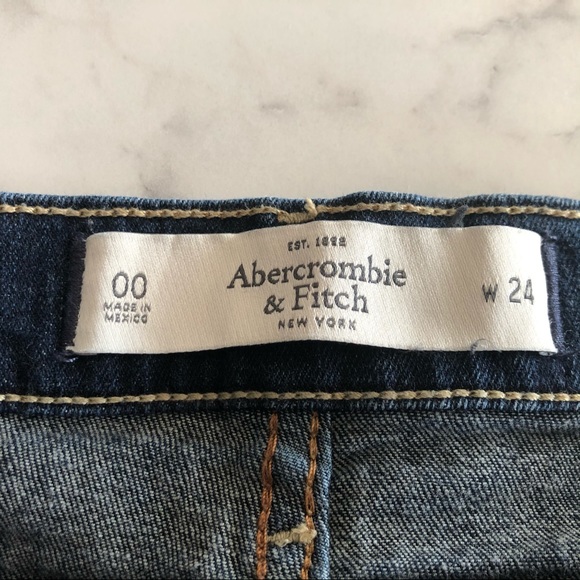 00
MADE IN
MEXICO
EST. 1892
Abercrombie
& Fitch
NEW YORK
W 24